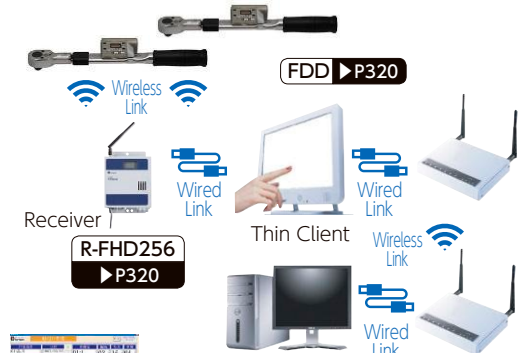 FDD ▶P320
Wireless
Link
Wired
Link
Wired
Link
Receiver
Thin Client
R-FHD256
▶P320
Wireless
Link
Wired
Link